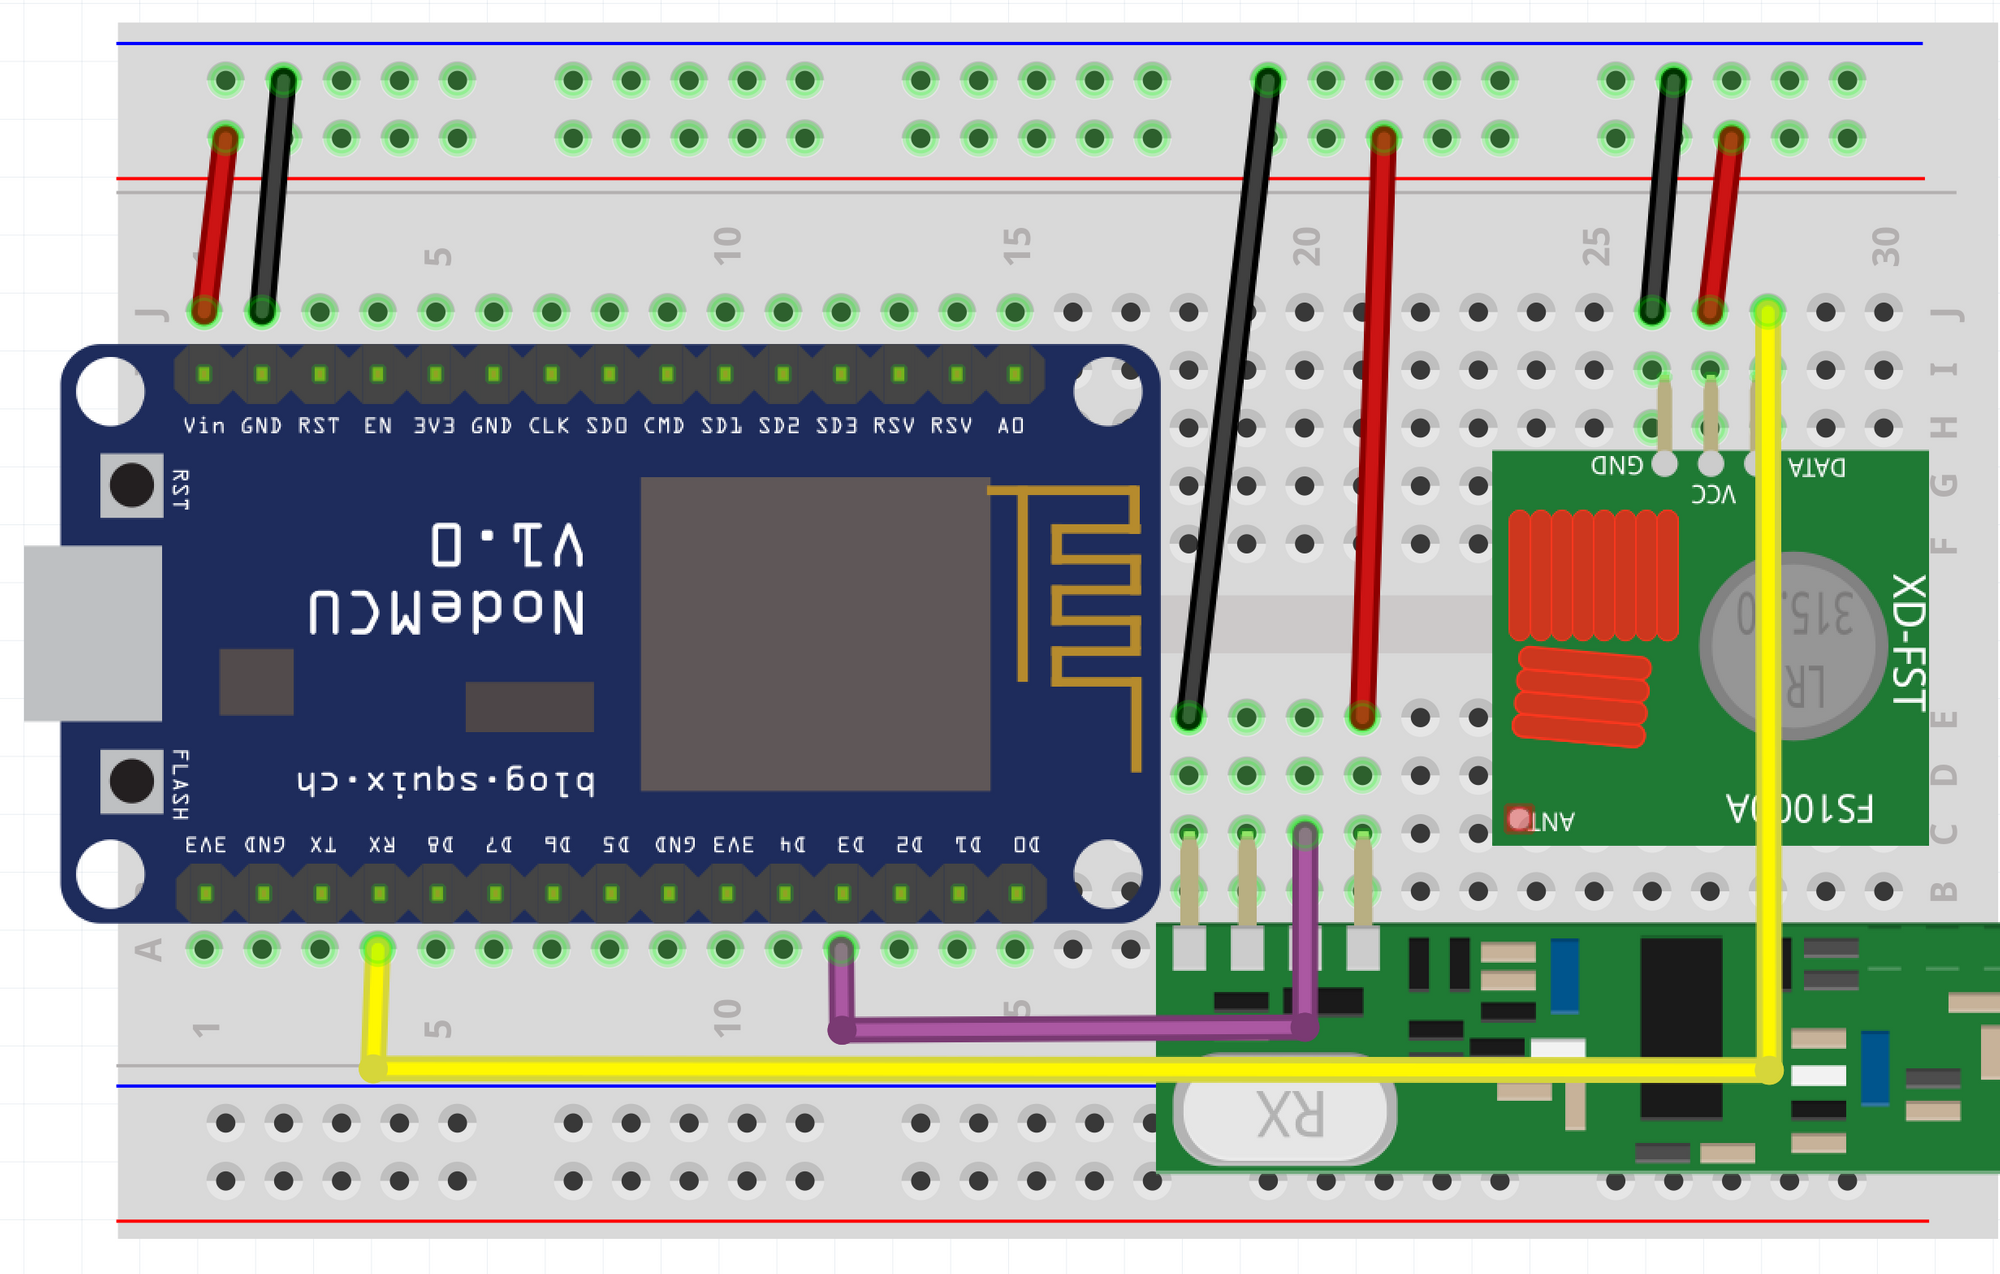 5 10 15 20 25 30
J J
I
Vin GND RST EN 3V3 GND CLK SD0 CMD SD1 SD2 SD3 RSV RSV A0
H
GND DATA
VCC
RST
G
V1.0
F
NodeMCU
315.0
LR
XD-FST
E
FLASH
blog.squix.ch
D
FS1000A
ANT
C
3V3 GND TX RX D8 D7 D6 D5 GND 3V3 D4 D3 D2 D1 D0
B
A
1 5 10 5
RX